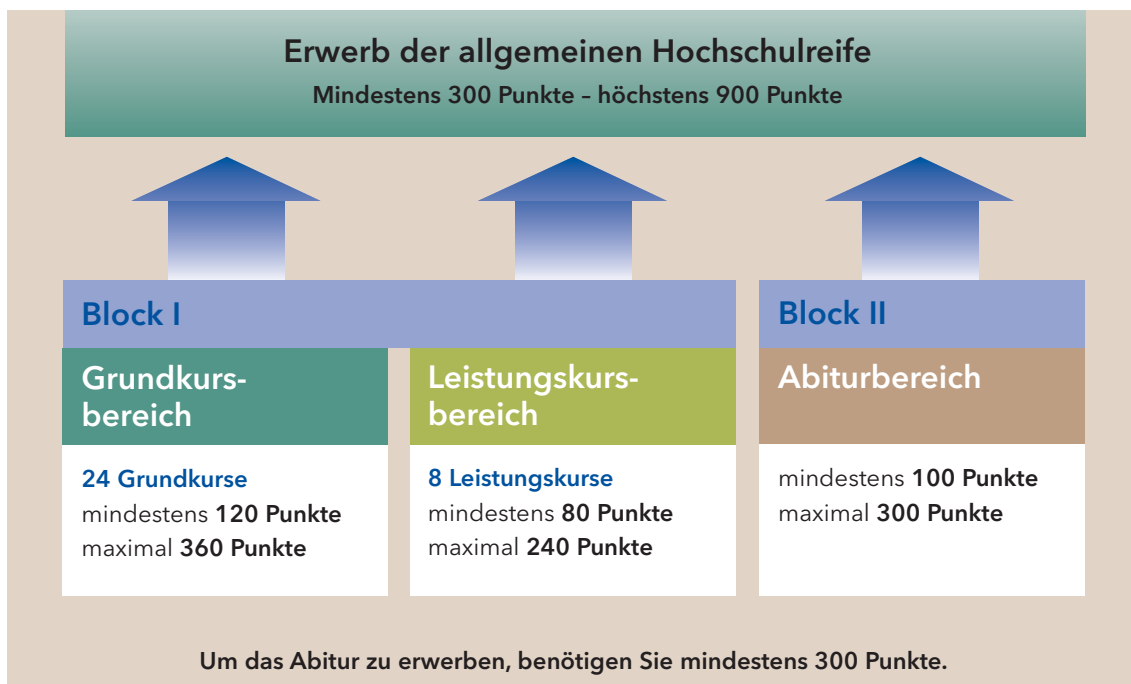 Erwerb der allgemeinen Hochschulreife
Mindestens 300 Punkte – höchstens 900 Punkte
Block I
Grundkurs-
bereich
24 Grundkurse
mindestens 120 Punkte
maximal 360 Punkte
Leistungskurs-
bereich
8 Leistungskurse
mindestens 80 Punkte
maximal 240 Punkte
Block II
Abiturbereich
mindestens 100 Punkte
maximal 300 Punkte
Um das Abitur zu erwerben, benötigen Sie mindestens 300 Punkte.